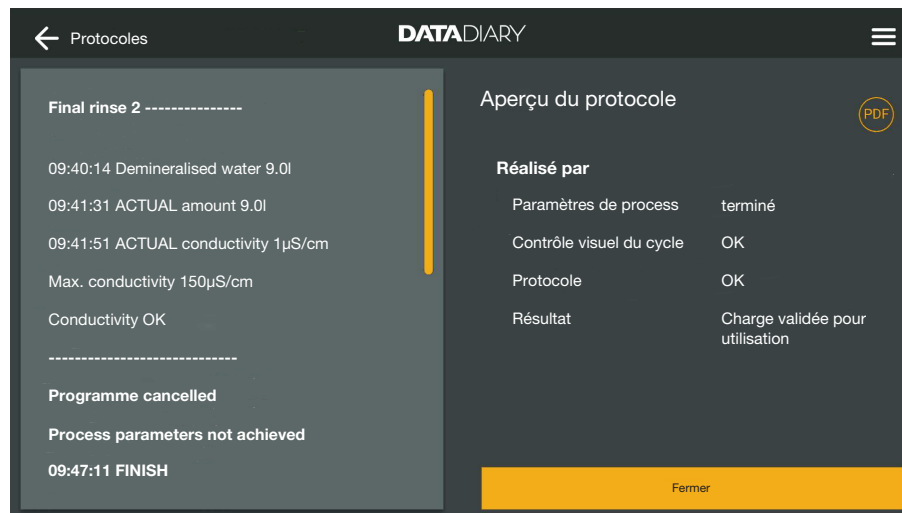 Protocoles
DATADIARY
Final rinse 2 ---------------
09:40:14 Demineralised water 9.0l
09:41:31 ACTUAL amount 9.0l
09:41:51 ACTUAL conductivity 1µS/cm
Max. conductivity 150µS/cm
Conductivity OK
-----------------------------
Programme cancelled
Process parameters not achieved
09:47:11 FINISH
Aperçu du protocole
PDF
Réalisé par
Paramètres de process terminé
Contrôle visuel du cycle OK
Protocole OK
Résultat Charge validée pour
utilisation
Fermer